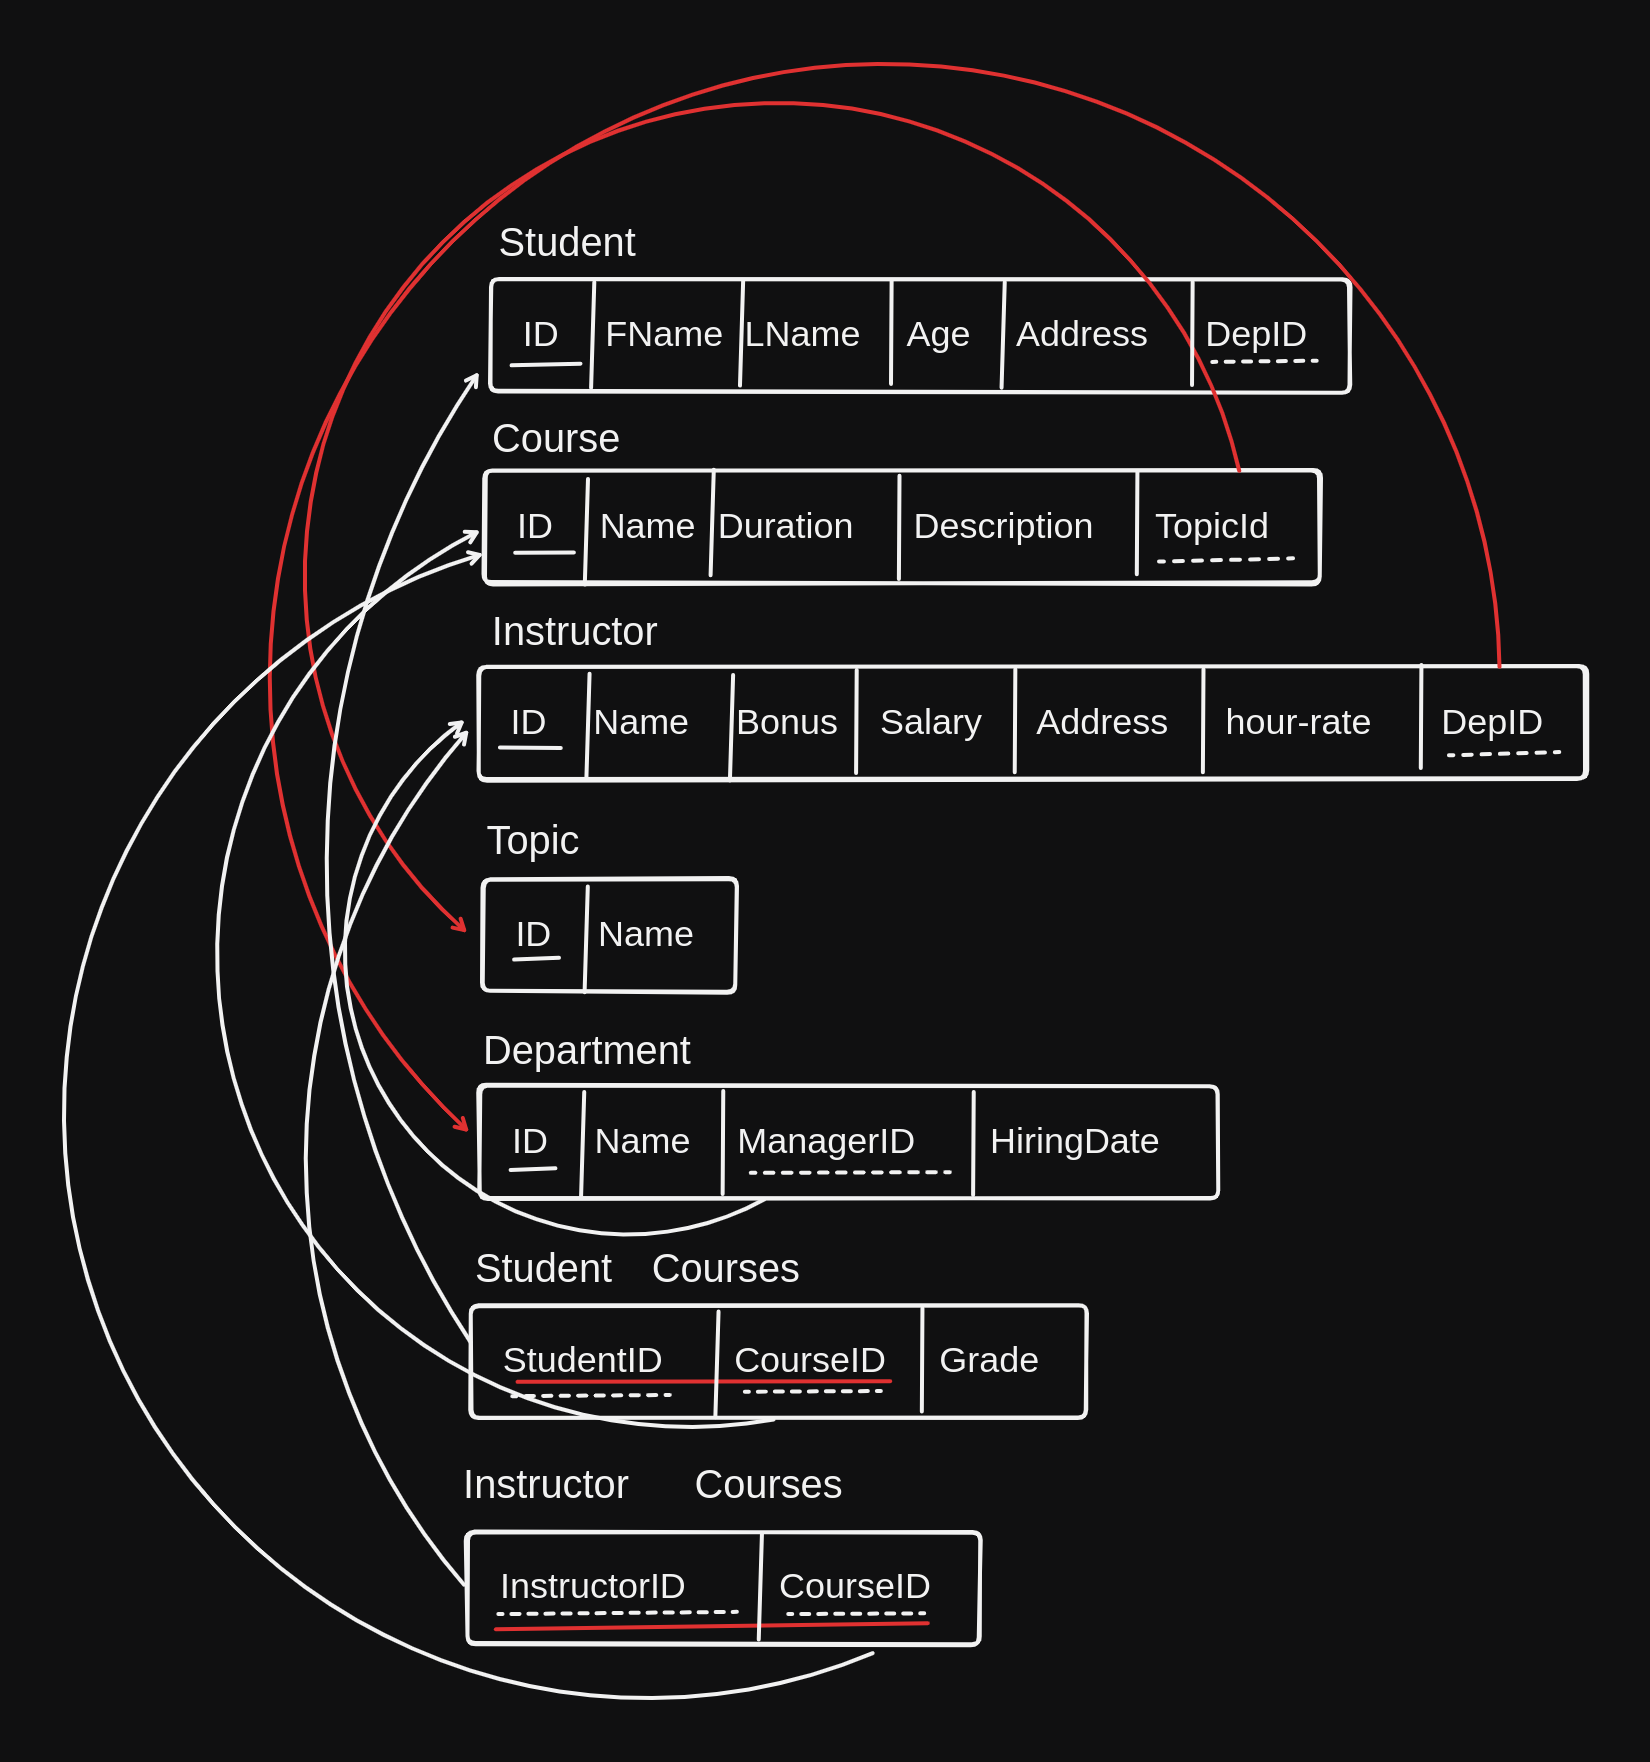 Student
ID FName LName Age Address DepID
Course
ID Name Duration Description TopicId
Instructor
ID Name Bonus Salary Address hour-rate DepID
Topic
ID Name
Department
ID Name ManagerID HiringDate
Student Courses
StudentID CourseID Grade
Instructor Courses
InstructorID CourseID